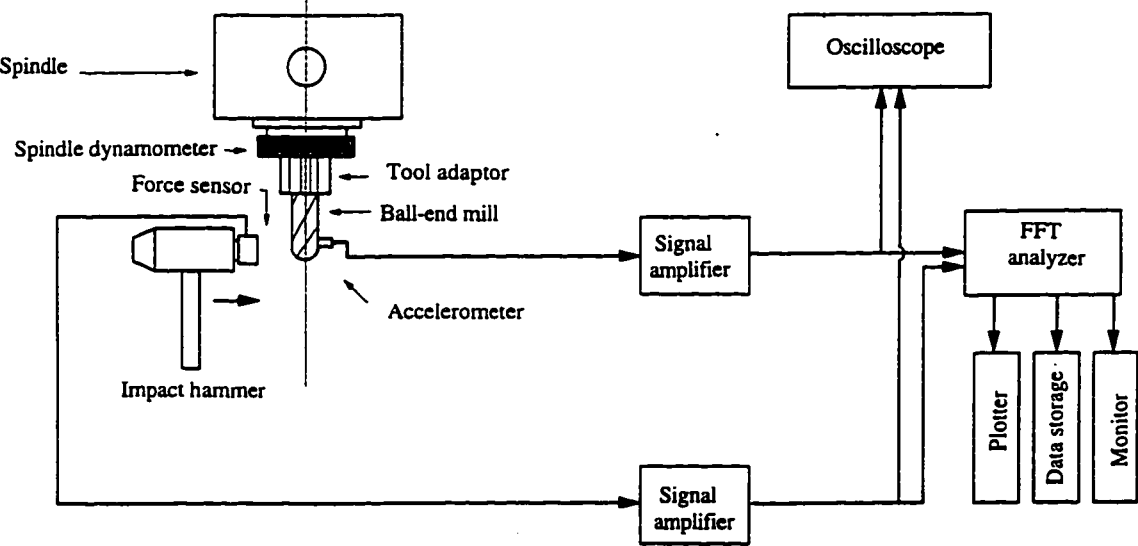 Spindle
Oscilloscope
Spindle dynamometer
Tool adaptor
Force sensor
Ball-end mill
Signal
amplifier
FFT
analyzer
Accelerometer
Impact hammer
Plotter
Data storage
Monitor
Signal
amplifier